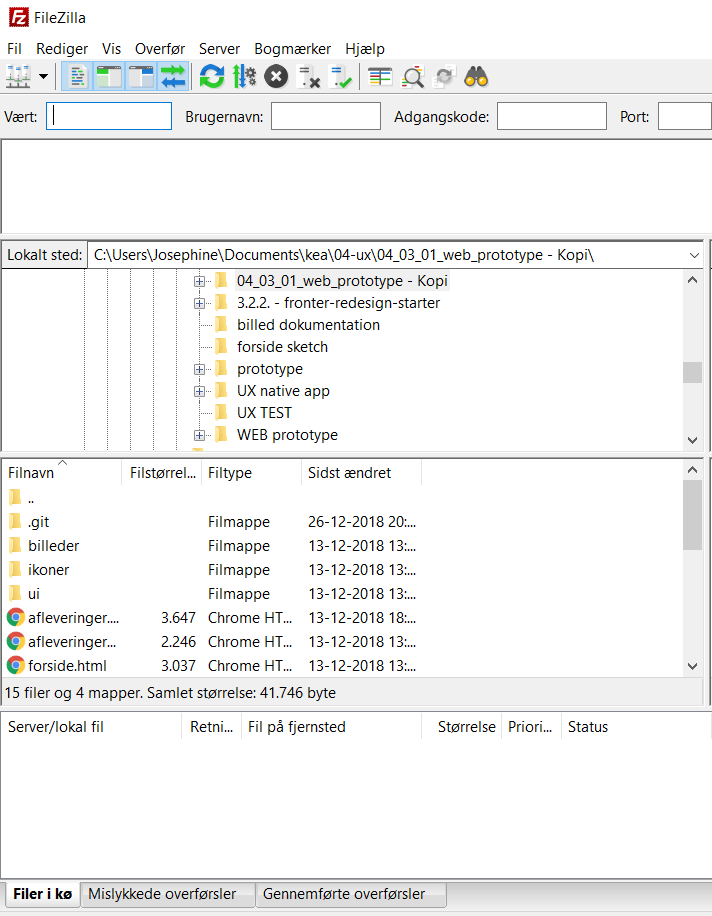 FileZilla
Fil Rediger Vis Overfør Server Bogmærker Hjælp
Vært: Brugernavn: Adgangskode: Port:
Lokalt sted: C:\Users\Josephine\Documents\kea\04-ux\04_03_01_web_prototype - Kopi\
04_03_01_web_prototype - Kopi
3.2.2. - fronter-redesign-starter
billed dokumentation
forside sketch
prototype
UX native app
UX TEST
WEB prototype
Filnavn Filstørrel... Filtype Sidst ændret
..
.git Filmappe 26-12-2018 20:...
billeder Filmappe 13-12-2018 13:...
ikoner Filmappe 13-12-2018 13:...
ui Filmappe 13-12-2018 13:...
afleveringer.... 3.647 Chrome HT... 13-12-2018 18:...
afleveringer... 2.246 Chrome HT... 13-12-2018 13:...
forside.html 3.037 Chrome HT... 13-12-2018 13:...
15 filer og 4 mapper. Samlet størrelse: 41.746 byte
Server/lokal fil Retni... Fil på fjernsted Størrelse Priori... Status
Filer i kø Mislykkede overførsler Gennemførte overførsler